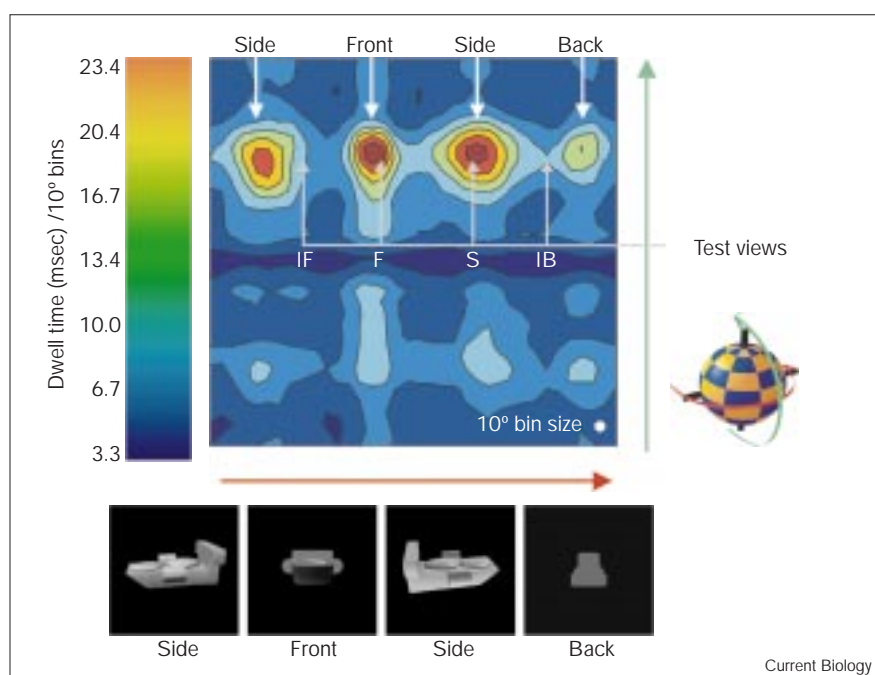 Side Front Side Back
23.4
20.4
16.7
13.4
10.0
6.7
3.3
Dwell time (msec) /10º bins
IF F S IB
Test views
10º bin size
Side Front Side Back
Current Biology